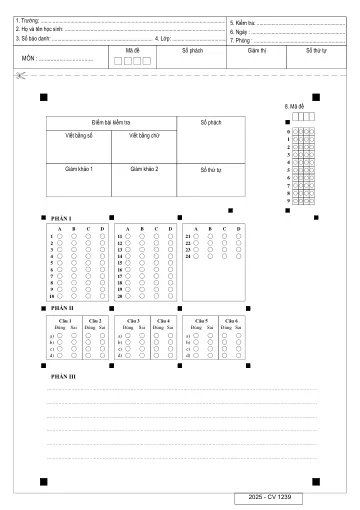 1. Trường: ............................................................
5. Kiểm tra: ..............................
2. Họ và tên học sinh: ............................................................
6. Ngày : ..............................
3. Số báo danh: ........................................ 4. Lớp: ..............................
7. Phòng : ..............................
MÔN : ..............................
Mã đề
Số phách
Giám thị
Số thứ tự
8. Mã đề
Điểm bài kiểm tra
Số phách
Viết bằng số
Viết bằng chữ
Giám khảo 1
Giám khảo 2
Số thứ tự
0
1
2
3
4
5
6
7
8
9
PHẦN I
A B C D A B C D A B C D
1 11 21
2 12 22
3 13 23
4 14 24
5 15
6 16
7 17
8 18
9 19
10 20
PHẦN II
Câu 1 Câu 2 Câu 3 Câu 4 Câu 5 Câu 6
Đúng Sai Đúng Sai Đúng Sai Đúng Sai Đúng Sai Đúng Sai
a) a) a)
b) b) b)
c) c) c)
d) d) d)
PHẦN III
2025 - CV 1239